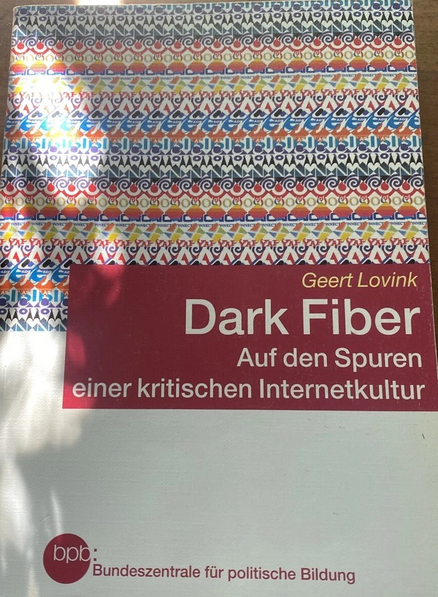 Geert Lovink
Dark Fiber
Auf den Spuren
einer kritischen Internetkultur
bpb:
Bundeszentrale für politische Bildung